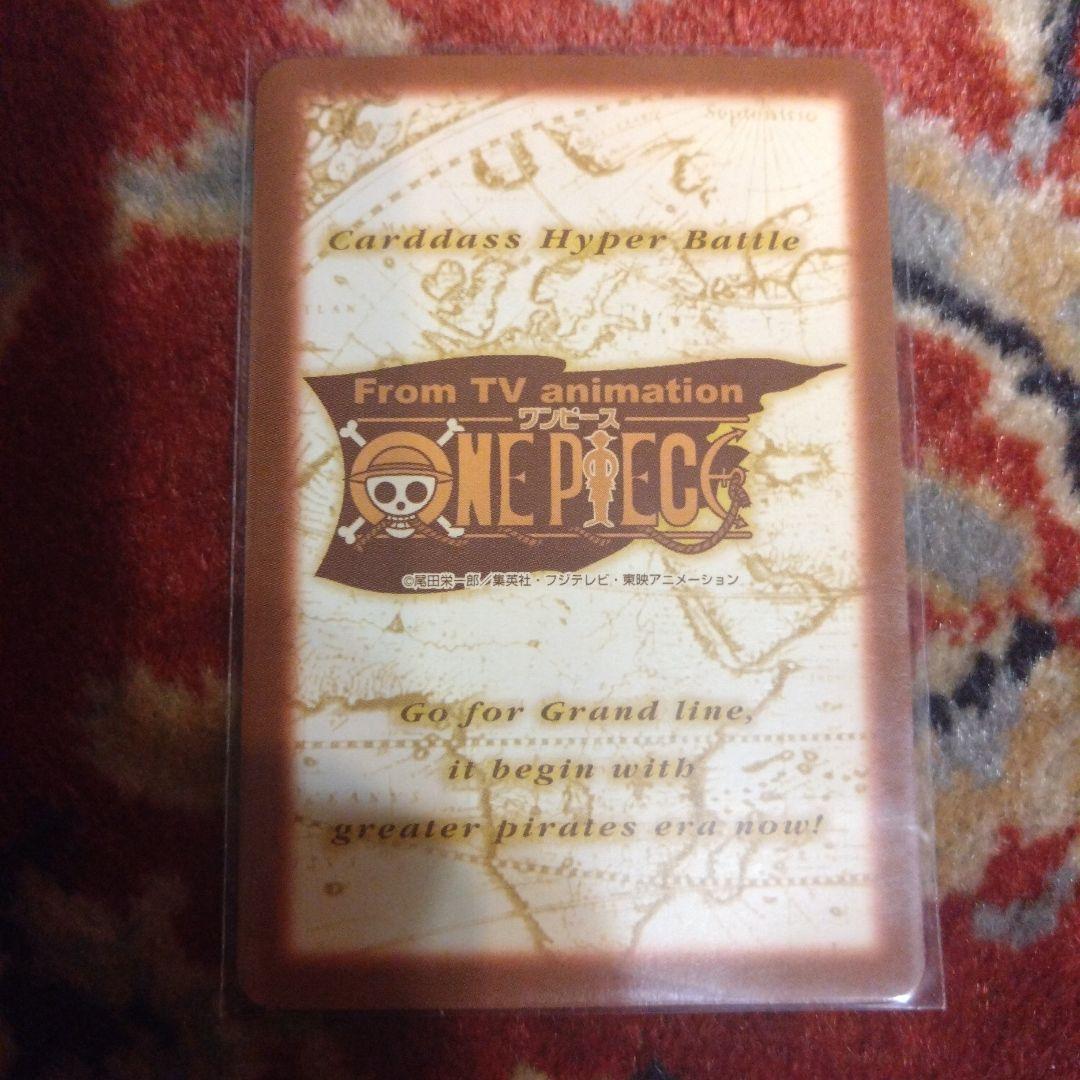 Septentrio
Carddass Hyper Battle
From TV animation
ワンピース
ONE PIECE
©尾田栄一郎／集英社・フジテレビ・東映アニメーション
Go for Grand line,
it begin with
greater pirates era now!